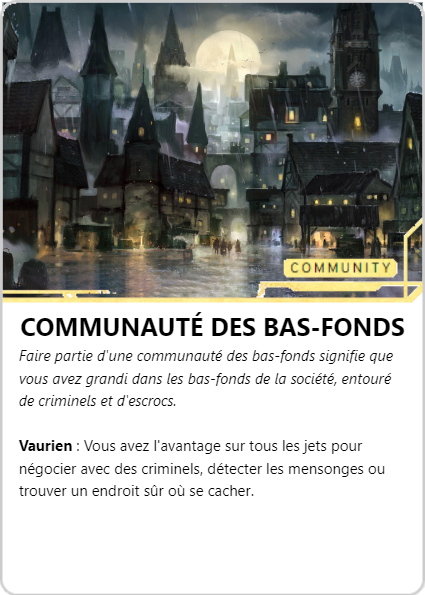 COMMUNITY
COMMUNAUTÉ DES BAS-FONDS
Faire partie d'une communauté des bas-fonds signifie que
vous avez grandi dans les bas-fonds de la société, entouré
de criminels et d'escrocs.
Vaurien : Vous avez l'avantage sur tous les jets pour
négocier avec des criminels, détecter les mensonges ou
trouver un endroit sûr où se cacher.